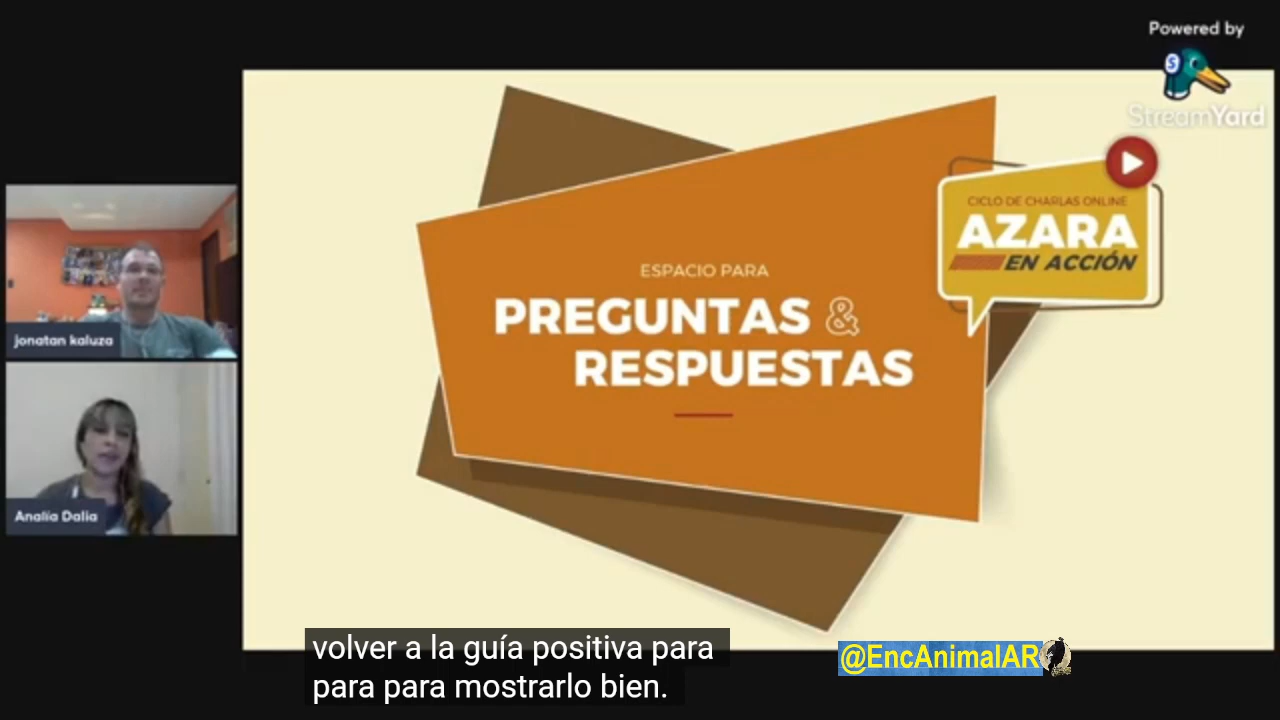 Powered by
StreamYard
CICLO DE CHARLAS ONLINE
AZARA
EN ACCIÓN
ESPACIO PARA
PREGUNTAS &
RESPUESTAS
jonatan kaluza
Analía Dalia
volver a la guía positiva para
para para mostrarlo bien.
@EncAnimalAR